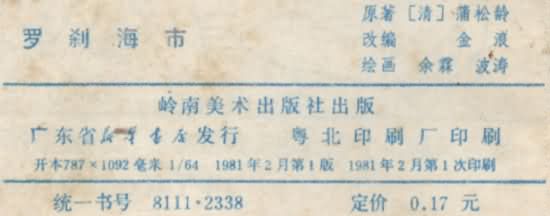 罗刹海市
原著［清］蒲松龄
改编 金浪
绘画 余霖 波涛
岭南美术出版社出版
广东省新华书店发行 粤北印刷厂印刷
开本787×1092毫米1/64 1981年2月第1版 1981年2月第1次印刷
统一书号 8111·2338 定价 0.17元